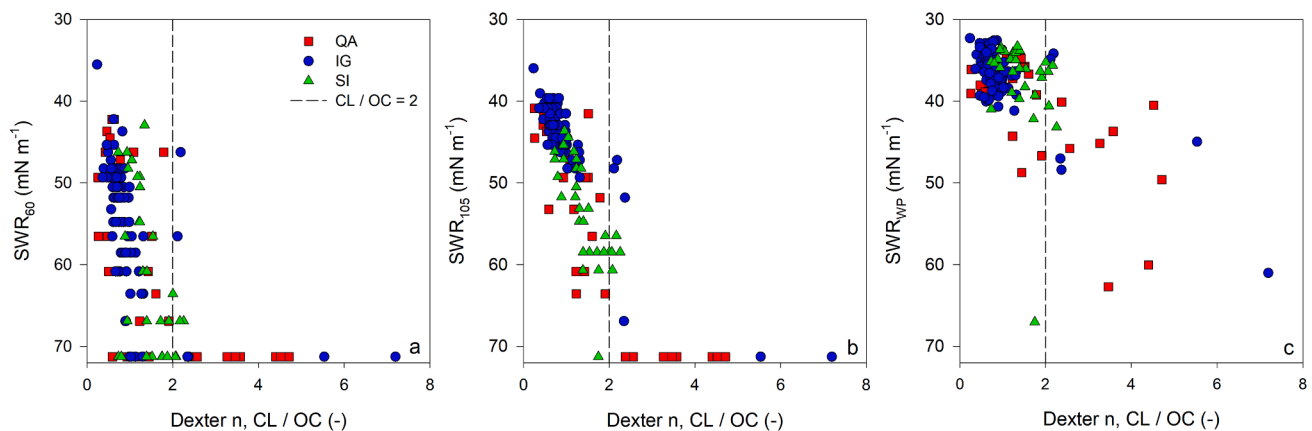 30
40
50
60
70
SWR60 (mN m-1)
QA
IG
SI
CL / OC = 2
a
0 2 4 6 8
Dexter n, CL / OC (-)
30
40
50
60
70
SWR105 (mN m-1)
b
0 2 4 6 8
Dexter n, CL / OC (-)
30
40
50
60
70
SWRWP (mN m-1)
c
0 2 4 6 8
Dexter n, CL / OC (-)